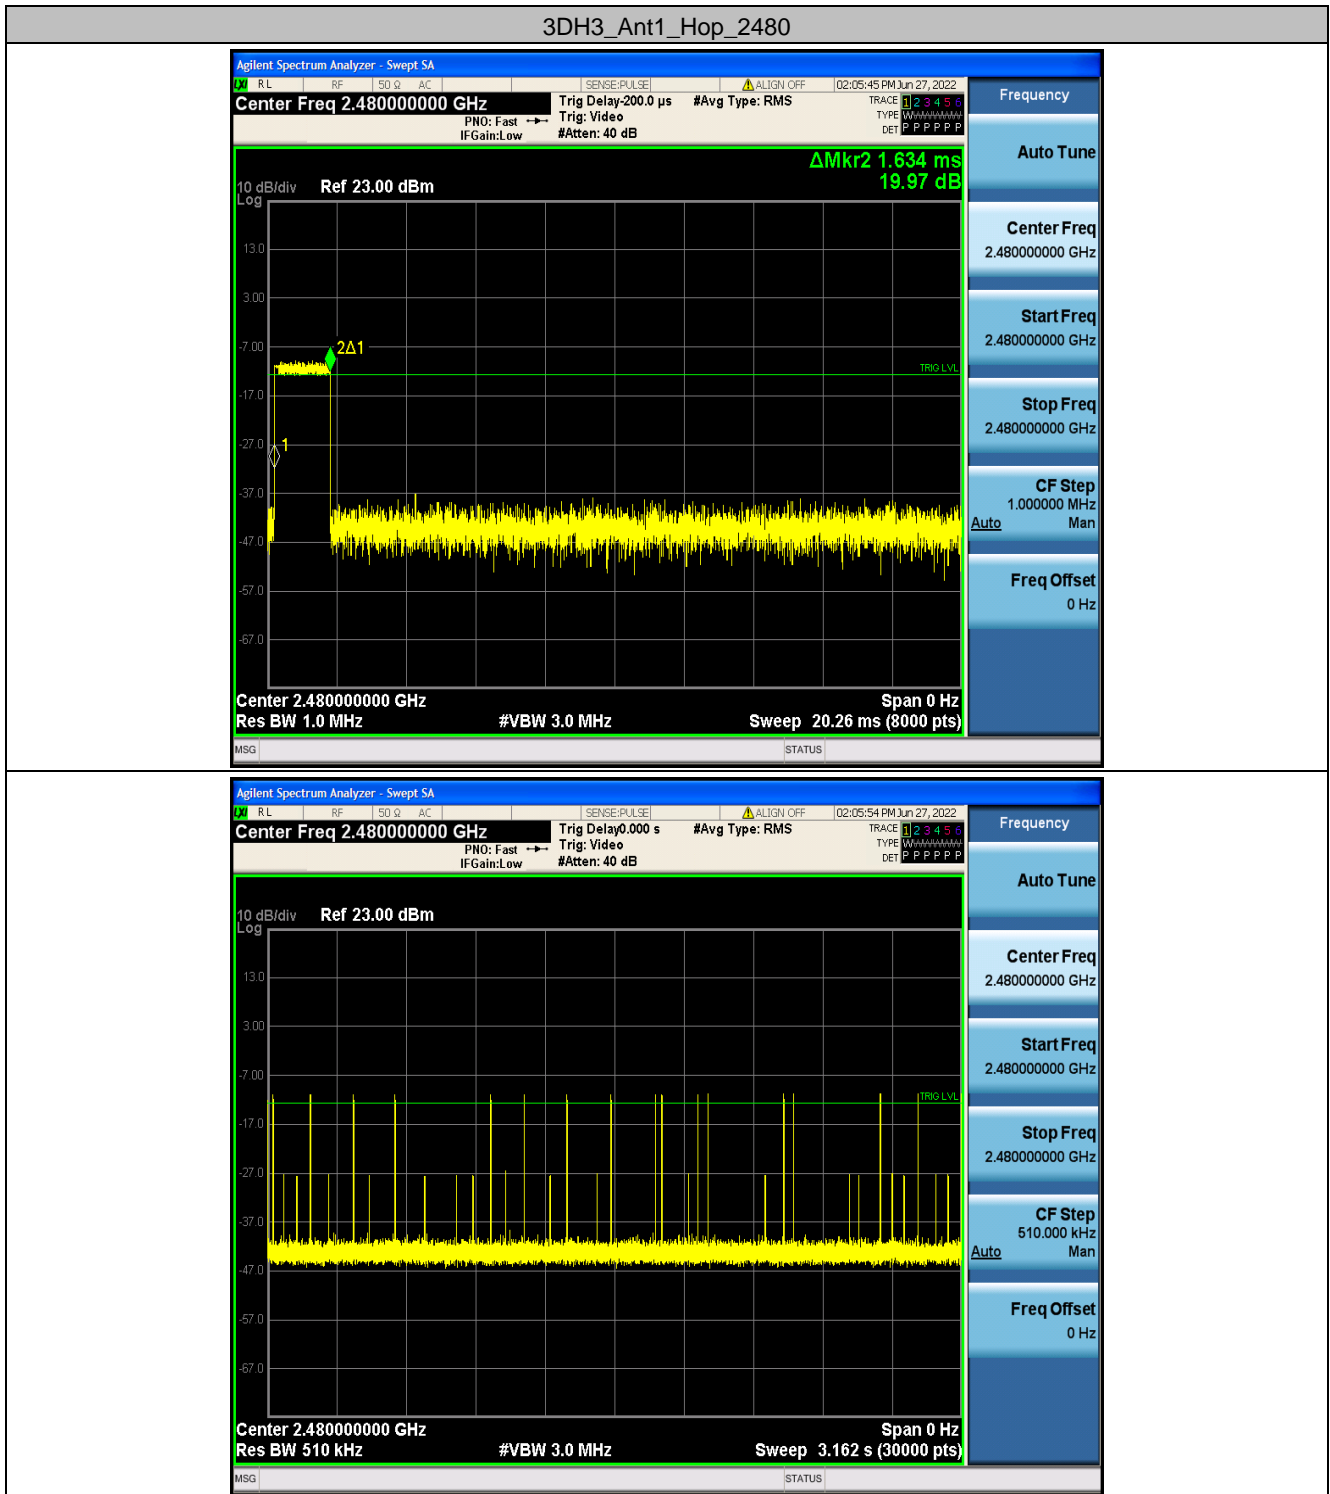 3DH3_Ant1_Hop_2480
Agilent Spectrum Analyzer - Swept SA
LXI RL RF 50 Ω AC SENSE:PULSE ALIGN OFF 02:05:45 PM Jun 27, 2022
Center Freq 2.480000000 GHz
PNO: Fast
IFGain:Low
Trig Delay-200.0 µs
Trig: Video
#Atten: 40 dB
#Avg Type: RMS
TRACE 1 2 3 4 5 6
TYPE
DET P P P P P P
ΔMkr2 1.634 ms
19.97 dB
10 dB/div
Log
Ref 23.00 dBm
13.0
3.00
-7.00
-17.0
-27.0
-37.0
-47.0
-57.0
-67.0
2Δ1
1
TRIG LVL
Center 2.480000000 GHz
Span 0 Hz
Res BW 1.0 MHz
#VBW 3.0 MHz
Sweep 20.26 ms (8000 pts)
MSG
STATUS
Frequency
Auto Tune
Center Freq
2.480000000 GHz
Start Freq
2.480000000 GHz
Stop Freq
2.480000000 GHz
CF Step
1.000000 MHz
Auto Man
Freq Offset
0 Hz
Agilent Spectrum Analyzer - Swept SA
LXI RL RF 50 Ω AC SENSE:PULSE ALIGN OFF 02:05:54 PM Jun 27, 2022
Center Freq 2.480000000 GHz
PNO: Fast
IFGain:Low
Trig Delay0.000 s
Trig: Video
#Atten: 40 dB
#Avg Type: RMS
TRACE 1 2 3 4 5 6
TYPE
DET P P P P P P
10 dB/div
Log
Ref 23.00 dBm
13.0
3.00
-7.00
-17.0
-27.0
-37.0
-47.0
-57.0
-67.0
TRIG LVL
Center 2.480000000 GHz
Span 0 Hz
Res BW 510 kHz
#VBW 3.0 MHz
Sweep 3.162 s (30000 pts)
MSG
STATUS
Frequency
Auto Tune
Center Freq
2.480000000 GHz
Start Freq
2.480000000 GHz
Stop Freq
2.480000000 GHz
CF Step
510.000 kHz
Auto Man
Freq Offset
0 Hz